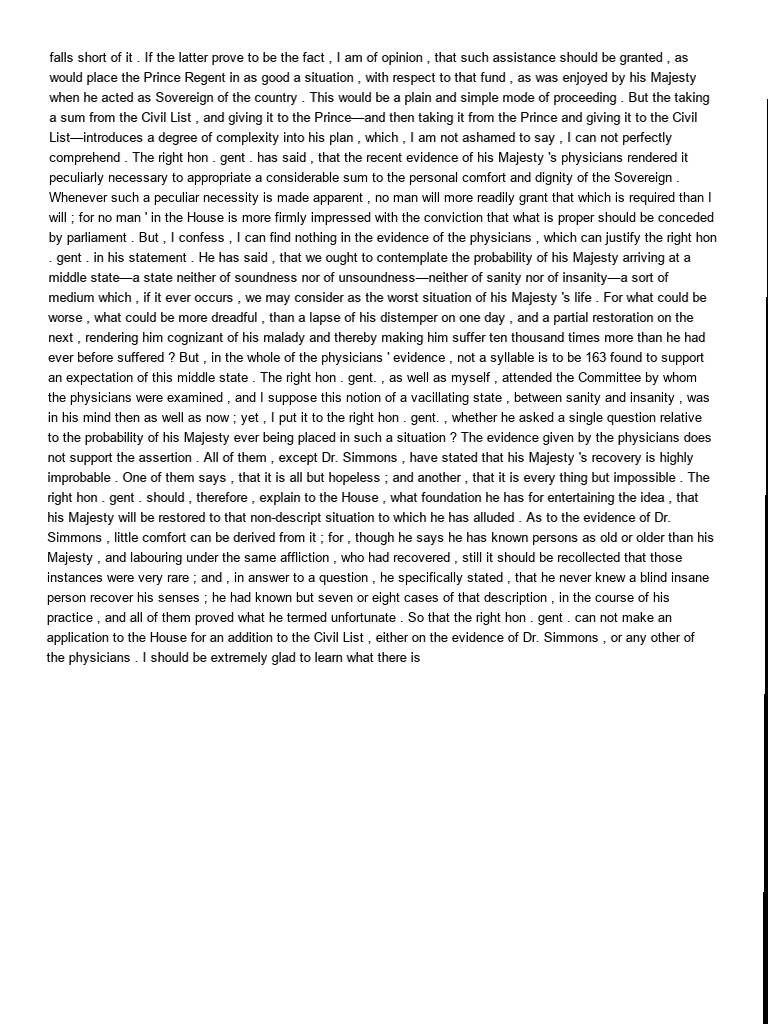 falls short of it . If the latter prove to be the fact , I am of opinion , that such assistance should be granted , as
would place the Prince Regent in as good a situation , with respect to that fund , as was enjoyed by his Majesty
when he acted as Sovereign of the country . This would be a plain and simple mode of proceeding . But the taking
a sum from the Civil List , and giving it to the Prince—and then taking it from the Prince and giving it to the Civil
List—introduces a degree of complexity into his plan , which , I am not ashamed to say , I can not perfectly
comprehend . The right hon . gent . has said , that the recent evidence of his Majesty 's physicians rendered it
peculiarly necessary to appropriate a considerable sum to the personal comfort and dignity of the Sovereign .
Whenever such a peculiar necessity is made apparent , no man will more readily grant that which is required than I
will ; for no man ' in the House is more firmly impressed with the conviction that what is proper should be conceded
by parliament . But , I confess , I can find nothing in the evidence of the physicians , which can justify the right hon
. gent . in his statement . He has said , that we ought to contemplate the probability of his Majesty arriving at a
middle state—a state neither of soundness nor of unsoundness—neither of sanity nor of insanity—a sort of
medium which , if it ever occurs , we may consider as the worst situation of his Majesty 's life . For what could be
worse , what could be more dreadful , than a lapse of his distemper on one day , and a partial restoration on the
next , rendering him cognizant of his malady and thereby making him suffer ten thousand times more than he had
ever before suffered ? But , in the whole of the physicians ' evidence , not a syllable is to be 163 found to support
an expectation of this middle state . The right hon . gent. , as well as myself , attended the Committee by whom
the physicians were examined , and I suppose this notion of a vacillating state , between sanity and insanity , was
in his mind then as well as now ; yet , I put it to the right hon . gent. , whether he asked a single question relative
to the probability of his Majesty ever being placed in such a situation ? The evidence given by the physicians does
not support the assertion . All of them , except Dr. Simmons , have stated that his Majesty 's recovery is highly
improbable . One of them says , that it is all but hopeless ; and another , that it is every thing but impossible . The
right hon . gent . should , therefore , explain to the House , what foundation he has for entertaining the idea , that
his Majesty will be restored to that non-descript situation to which he has alluded . As to the evidence of Dr.
Simmons , little comfort can be derived from it ; for , though he says he has known persons as old or older than his
Majesty , and labouring under the same affliction , who had recovered , still it should be recollected that those
instances were very rare ; and , in answer to a question , he specifically stated , that he never knew a blind insane
person recover his senses ; he had known but seven or eight cases of that description , in the course of his
practice , and all of them proved what he termed unfortunate . So that the right hon . gent . can not make an
application to the House for an addition to the Civil List , either on the evidence of Dr. Simmons , or any other of
the physicians . I should be extremely glad to learn what there is